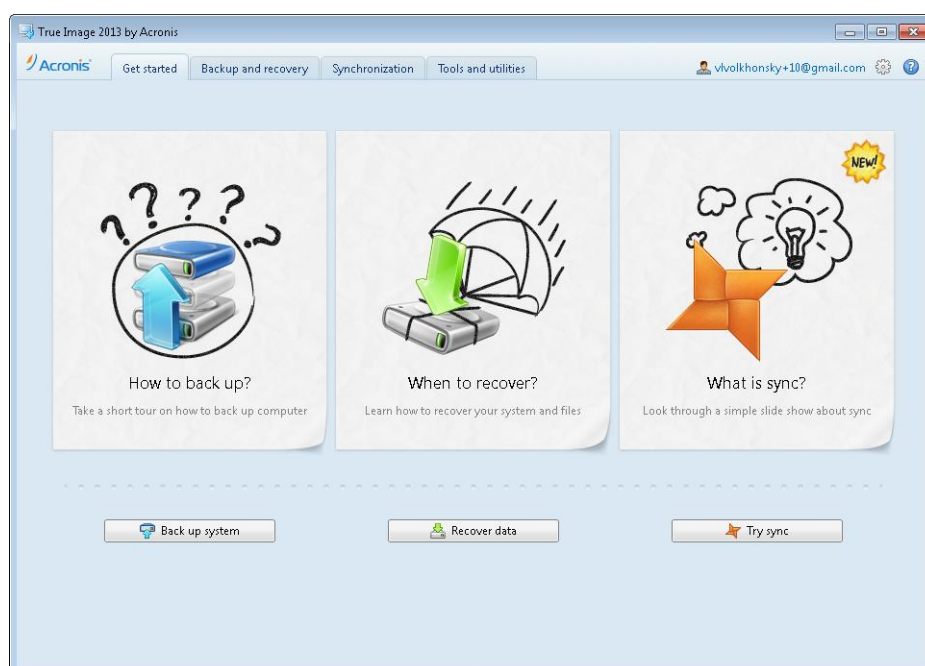 True Image 2013 by Acronis
Acronis
Get started
Backup and recovery
Synchronization
Tools and utilities
vlvolkhonsky+10@gmail.com
NEW!
? ? ? ? ?
How to back up?
Take a short tour on how to back up computer
When to recover?
Learn how to recover your system and files
What is sync?
Look through a simple slide show about sync
Back up system
Recover data
Try sync